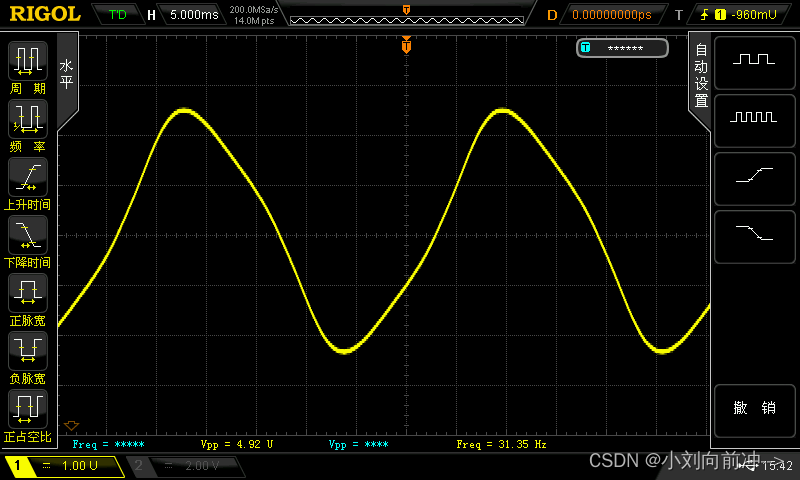 RIGOL T'D H 5.000ms 200.0MSa/s 14.0M pts T D 0.00000000ps T 1 -960mU
水平
T ******
自动设置
周 期
频 率
上升时间
下降时间
正脉宽
负脉宽
正占空比
撤 销
Freq = ***** Vpp = 4.92 U Vpp = **** Freq = 31.35 Hz
1 1.00 U 2 2.00 V
CSDN @小刘向前冲-->
15:42